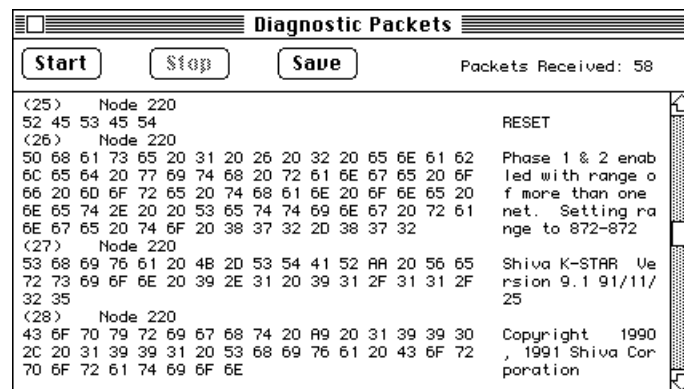 Diagnostic Packets
Start Stop Save Packets Received: 58
(25) Node 220
52 45 53 45 54 RESET
(26) Node 220
50 68 61 73 65 20 31 20 26 20 32 20 65 6E 61 62 Phase 1 & 2 enab
6C 65 64 20 77 69 74 68 20 72 61 6E 67 65 20 6F led with range o
66 20 6D 6F 72 65 20 74 68 61 6E 20 6F 6E 65 20 f more than one
6E 65 74 2E 20 20 53 65 74 74 69 6E 67 20 72 61 net. Setting ra
6E 67 65 20 74 6F 20 38 37 32 2D 38 37 32 nge to 872-872
(27) Node 220
53 68 69 76 61 20 4B 2D 53 54 41 52 AA 20 56 65 Shiva K-STAR Ve
72 73 69 6F 6E 20 39 2E 31 20 39 31 2F 31 31 2F rsion 9.1 91/11/
32 35 25
(28) Node 220
43 6F 70 79 72 69 67 68 74 20 A9 20 31 39 39 30 Copyright 1990
2C 20 31 39 39 31 20 53 68 69 76 61 20 43 6F 72 , 1991 Shiva Cor
70 6F 72 61 74 69 6F 6E poration